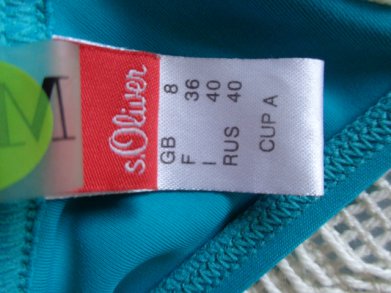 M
s.Oliver
GB 8
F 36
I 40
RUS 40
CUP A